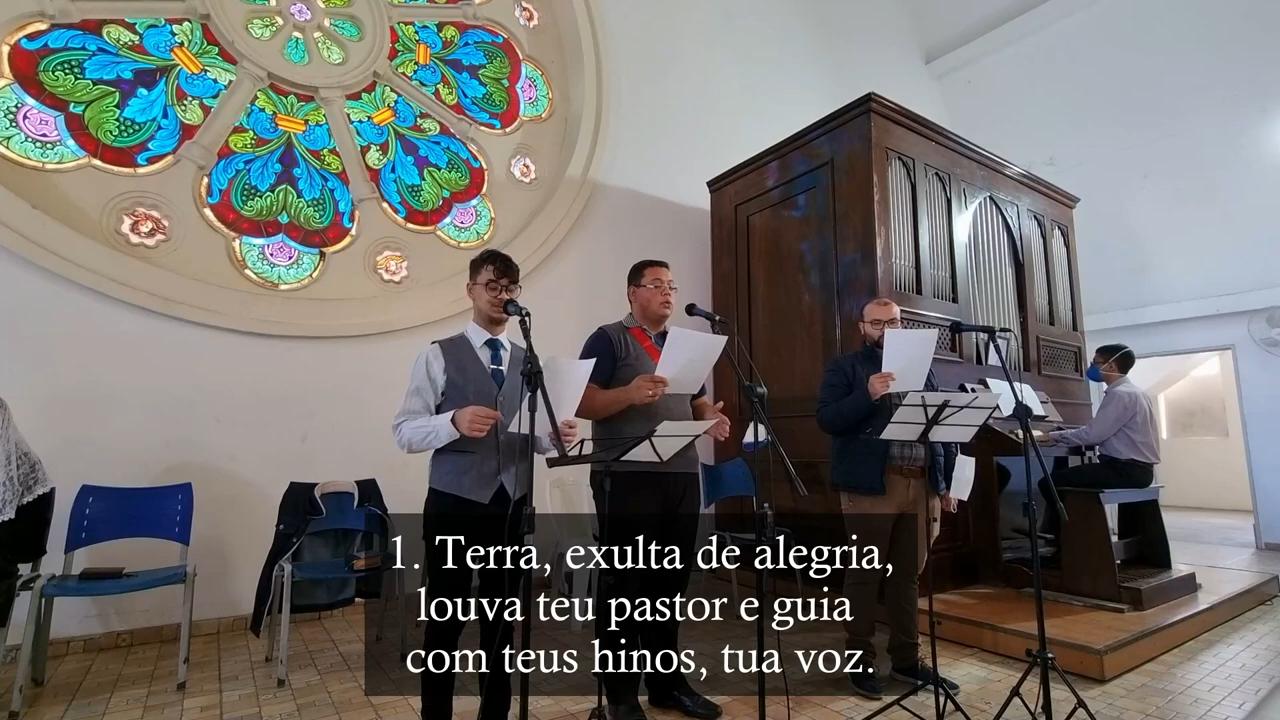 1. Terra, exulta de alegria,
louva teu pastor e guia
com teus hinos, tua voz.